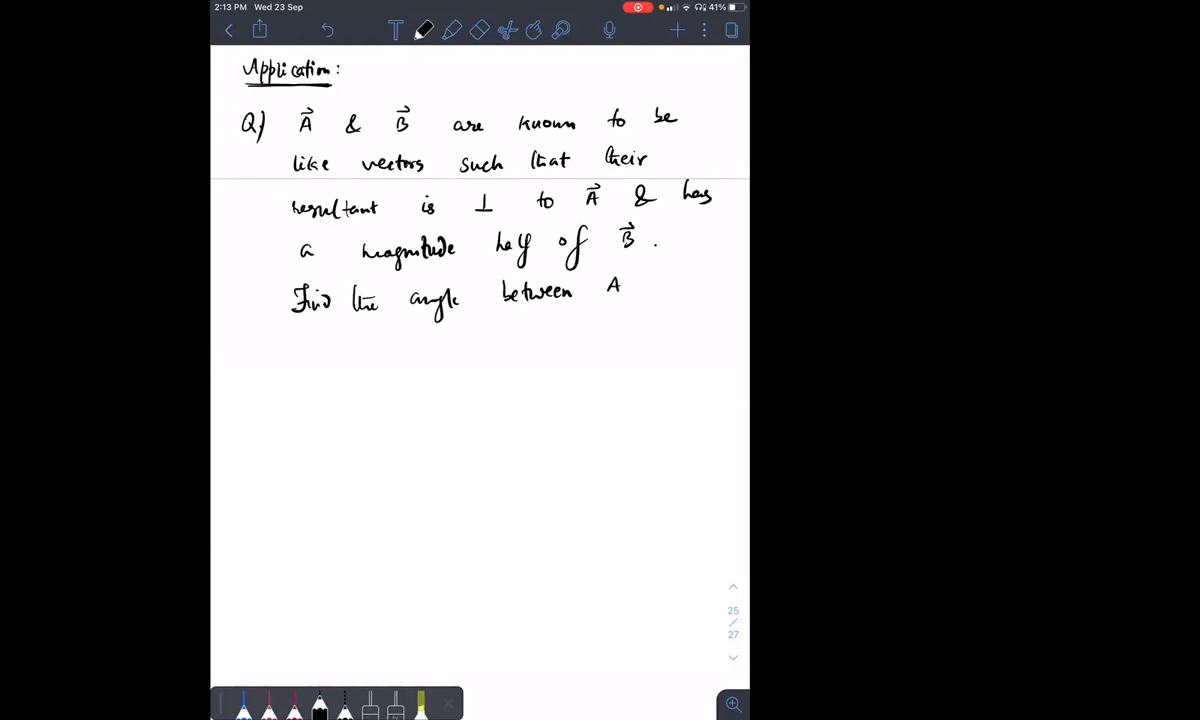 2:13 PM Wed 23 Sep
41%
T
Application:
Q) A⃗ & B⃗ are known to be
like vectors such that their
resultant is ⊥ to A⃗ & has
a magnitude half of B⃗ .
Find the angle between A
25
/
27